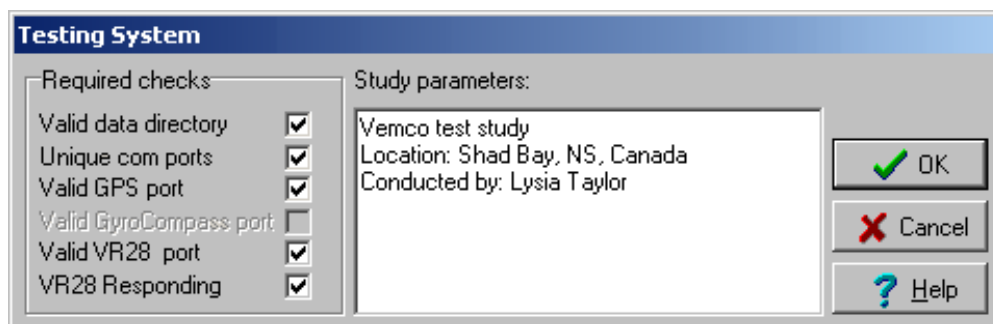 Testing System
Required checks
Valid data directory
Unique com ports
Valid GPS port
Valid GyroCompass port
Valid VR28 port
VR28 Responding
Study parameters:
Vemco test study
Location: Shad Bay, NS, Canada
Conducted by: Lysia Taylor
OK
Cancel
Help